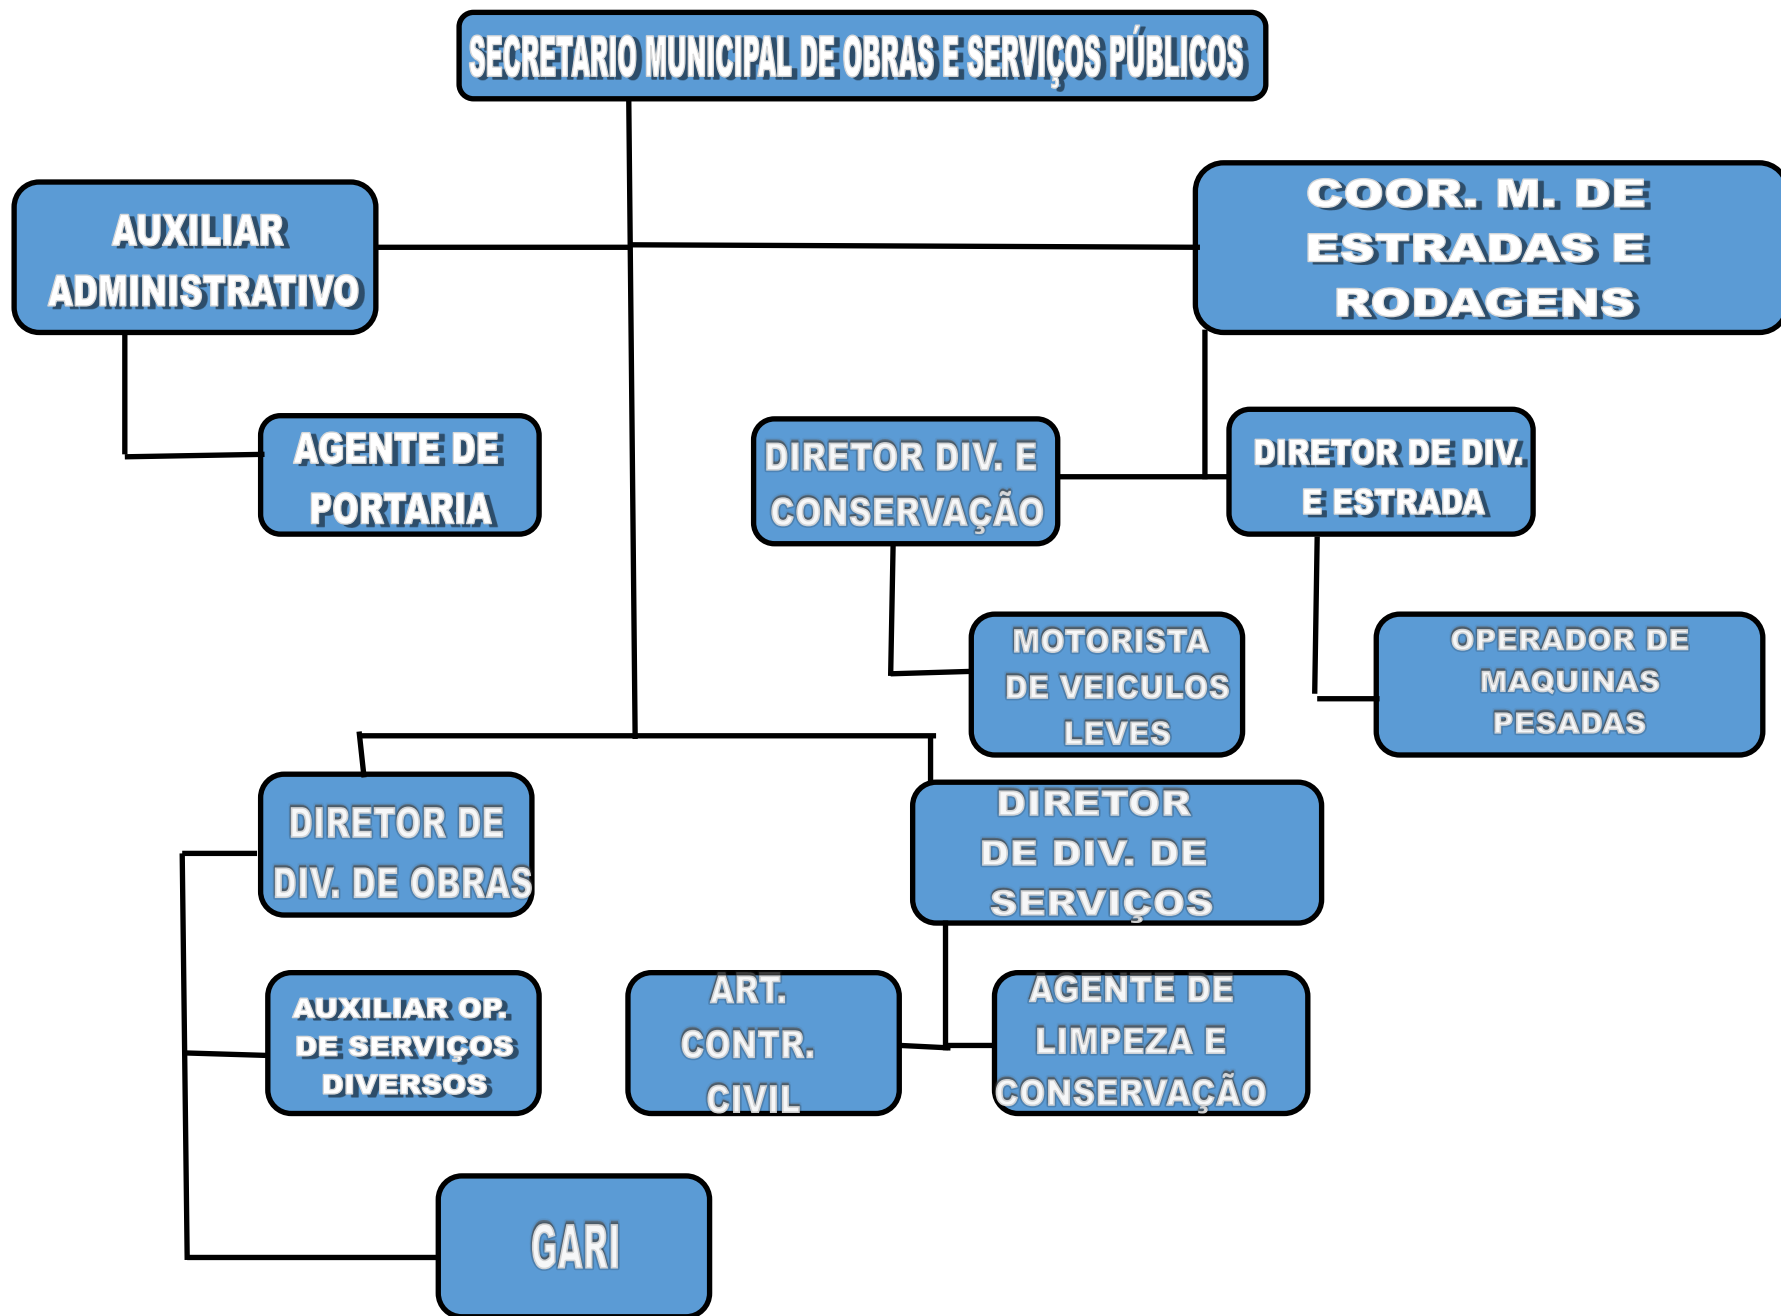 SECRETARIO MUNICIPAL DE OBRAS E SERVIÇOS PÚBLICOS
AUXILIAR
ADMINISTRATIVO
COOR. M. DE
ESTRADAS E
RODAGENS
AGENTE DE
PORTARIA
DIRETOR DIV. E
CONSERVAÇÃO
DIRETOR DE DIV.
E ESTRADA
MOTORISTA
DE VEICULOS
LEVES
OPERADOR DE
MAQUINAS
PESADAS
DIRETOR DE
DIV. DE OBRAS
DIRETOR
DE DIV. DE
SERVIÇOS
AUXILIAR OP.
DE SERVIÇOS
DIVERSOS
ART.
CONTR.
CIVIL
AGENTE DE
LIMPEZA E
CONSERVAÇÃO
GARI